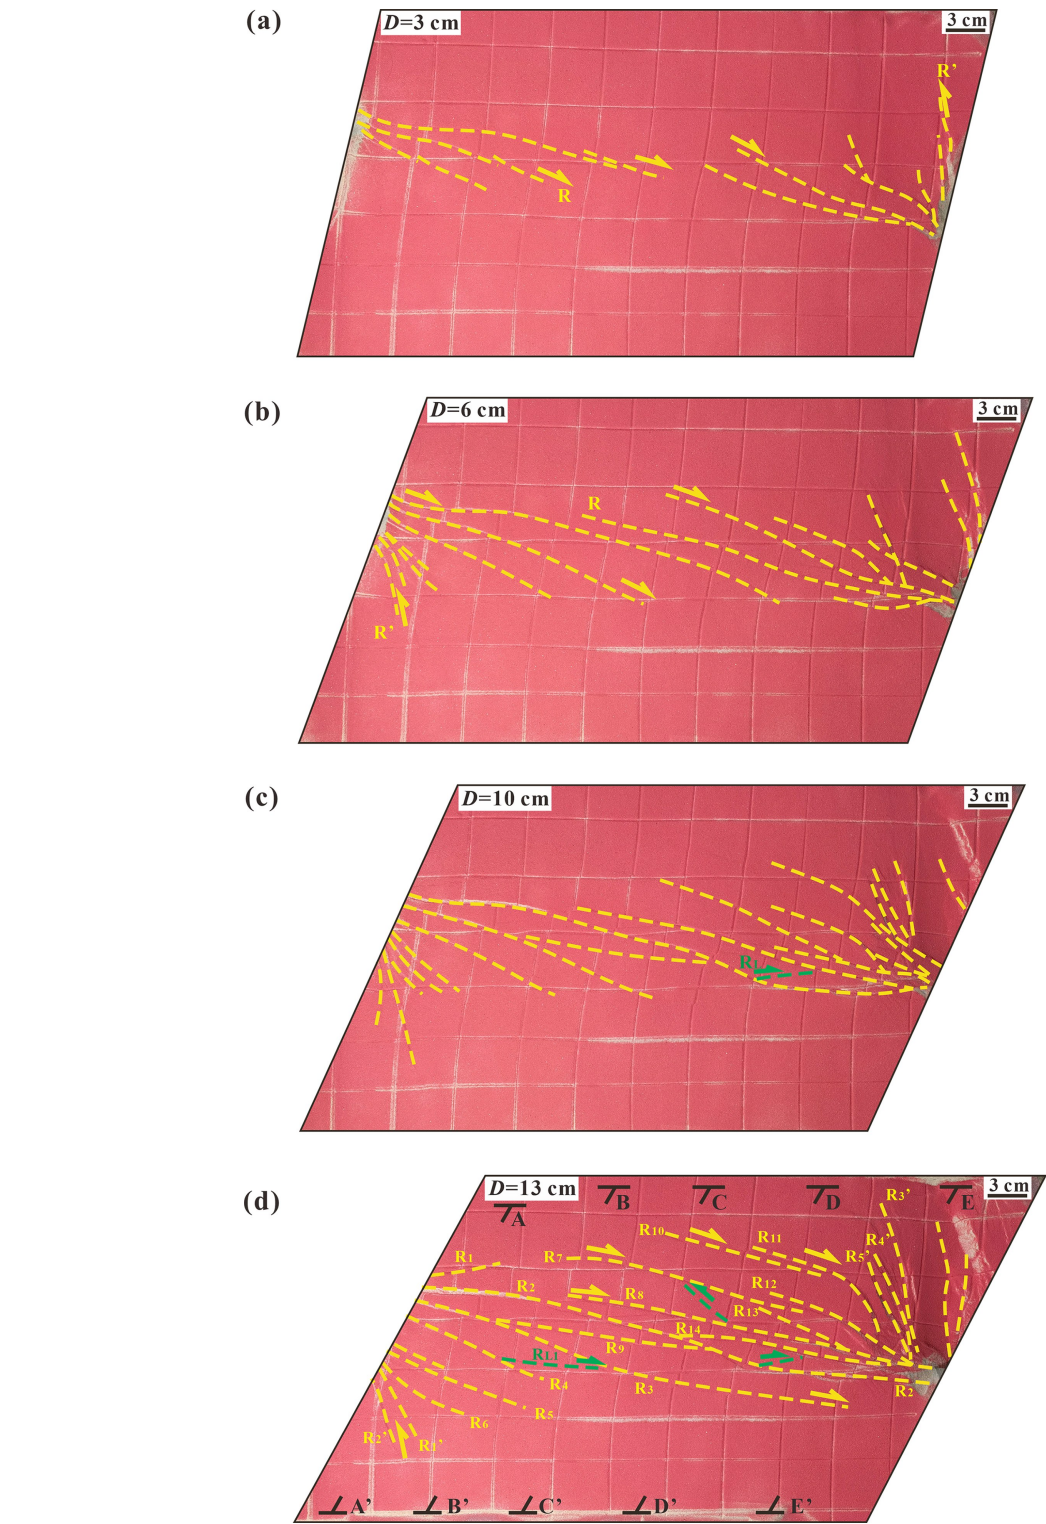 (a)
D=3 cm
3 cm
R'
R
(b)
D=6 cm
3 cm
R
R'
(c)
D=10 cm
3 cm
RL
(d)
D=13 cm
3 cm
A
B
C
D
E
R3'
R10
R11
R4'
R5'
R1
R7
R2
R8
R12
R13
R14
R9
RL1
R4
R3
R2
R5
R6
R2'
R1'
A'
B'
C'
D'
E'